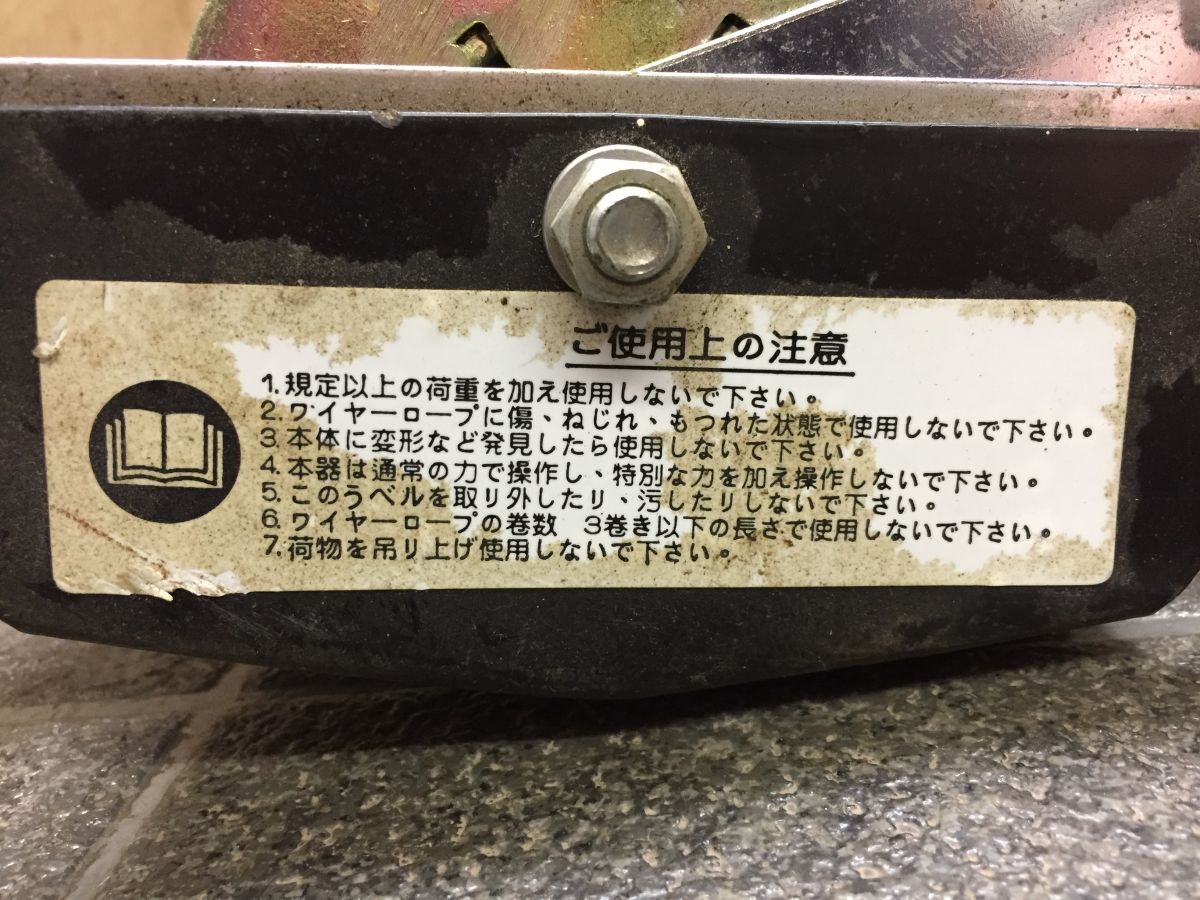 ご使用上の注意
1.規定以上の荷重を加え使用しないで下さい。
2.ワイヤーロープに傷、ねじれ、もつれた状態で使用しないで下さい。
3.本体に変形など発見したら使用しないで下さい。
4.本器は通常の力で操作し、特別な力を加え操作しないで下さい。
5.このうベルを取り外したり、汚したりしないで下さい。
6.ワイヤーロープの巻数 3巻き以下の長さで使用しないで下さい。
7.荷物を吊り上げ使用しないで下さい。